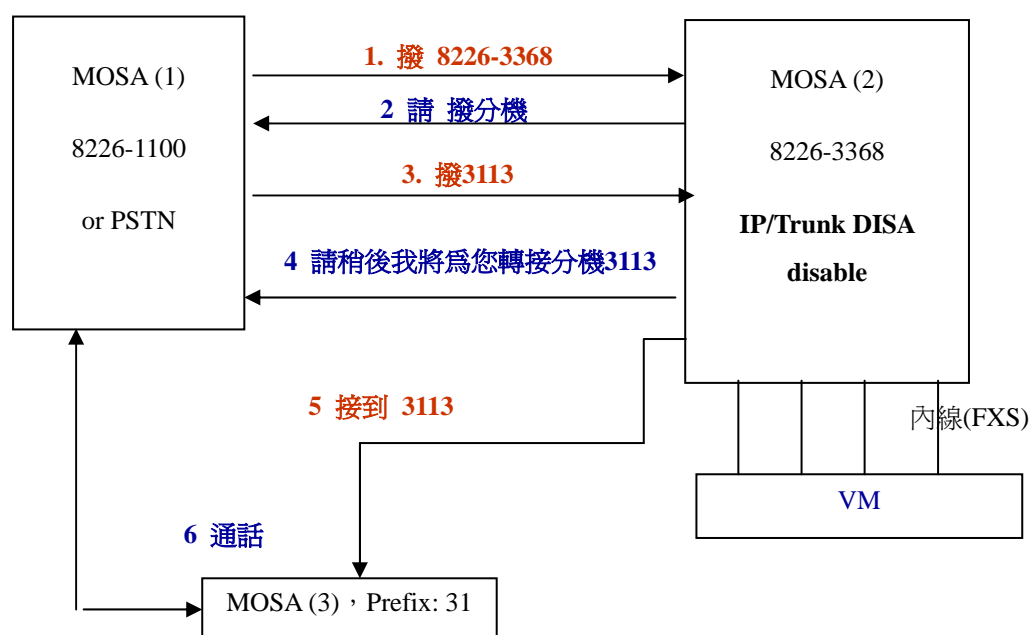 MOSA (1)
8226-1100
or PSTN
1. 撥 8226-3368
2 請 撥分機
3. 撥3113
4 請稍後我將為您轉接分機3113
MOSA (2)
8226-3368
IP/Trunk DISA
disable
5 接到 3113
內線(FXS)
VM
6 通話
MOSA (3)，Prefix: 31